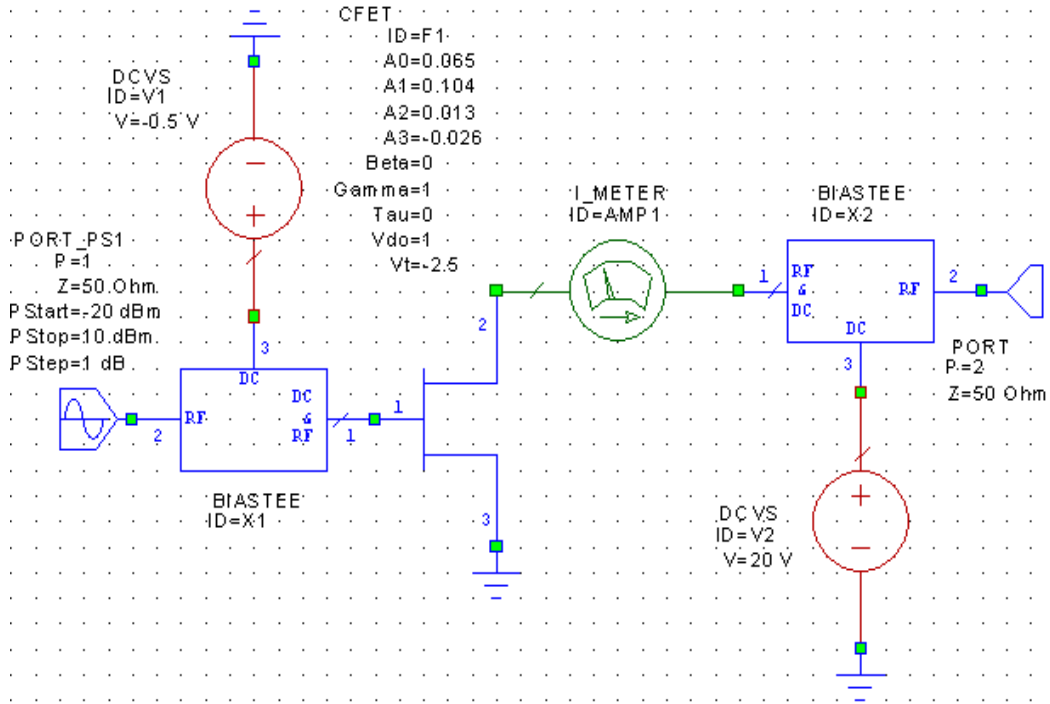 CFET
ID=F1
A0=0.065
A1=0.104
A2=0.013
A3=-0.026
Beta=0
Gamma=1
Tau=0
Vdo=1
Vt=-2.5
DCVS
ID=V1
V=-0.5 V
PORT_PS1
P=1
Z=50 Ohm
PStart=-20 dBm
PStop=10 dBm
PStep=1 dB
3
DC
DC
&
RF
RF
2
1
BIASTEE
ID=X1
1
2
3
I_METER
ID=AMP1
BIASTEE
ID=X2
1
RF
&
DC
RF
2
DC
3
PORT
P=2
Z=50 Ohm
DCVS
ID=V2
V=20 V